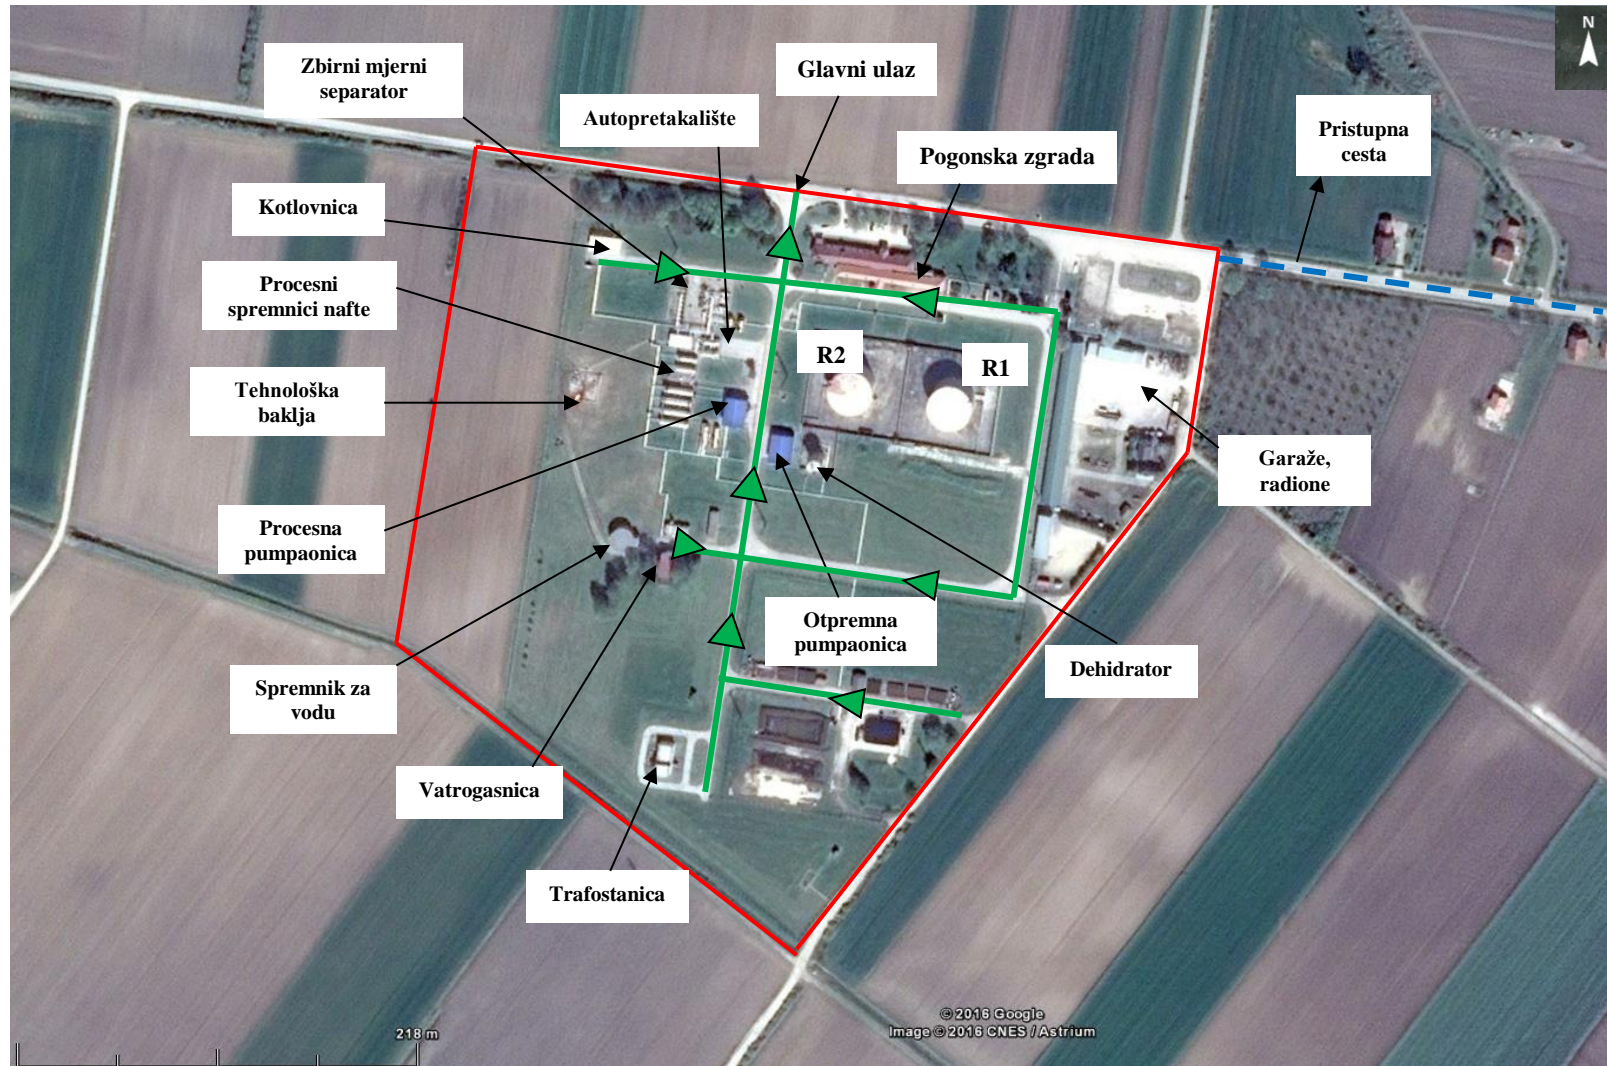 N
Zbirni mjerni
separator
Glavni ulaz
Autopretakalište
Pristupna
cesta
Pogonska zgrada
Kotlovnica
Procesni
spremnici nafte
R2
R1
Tehnološka
baklja
Garaže,
radione
Procesna
pumpaonica
Otpremna
pumpaonica
Dehidrator
Spremnik za
vodu
Vatrogasnica
Trafostanica
© 2016 Google
Image © 2016 CNES / Astrium
218 m